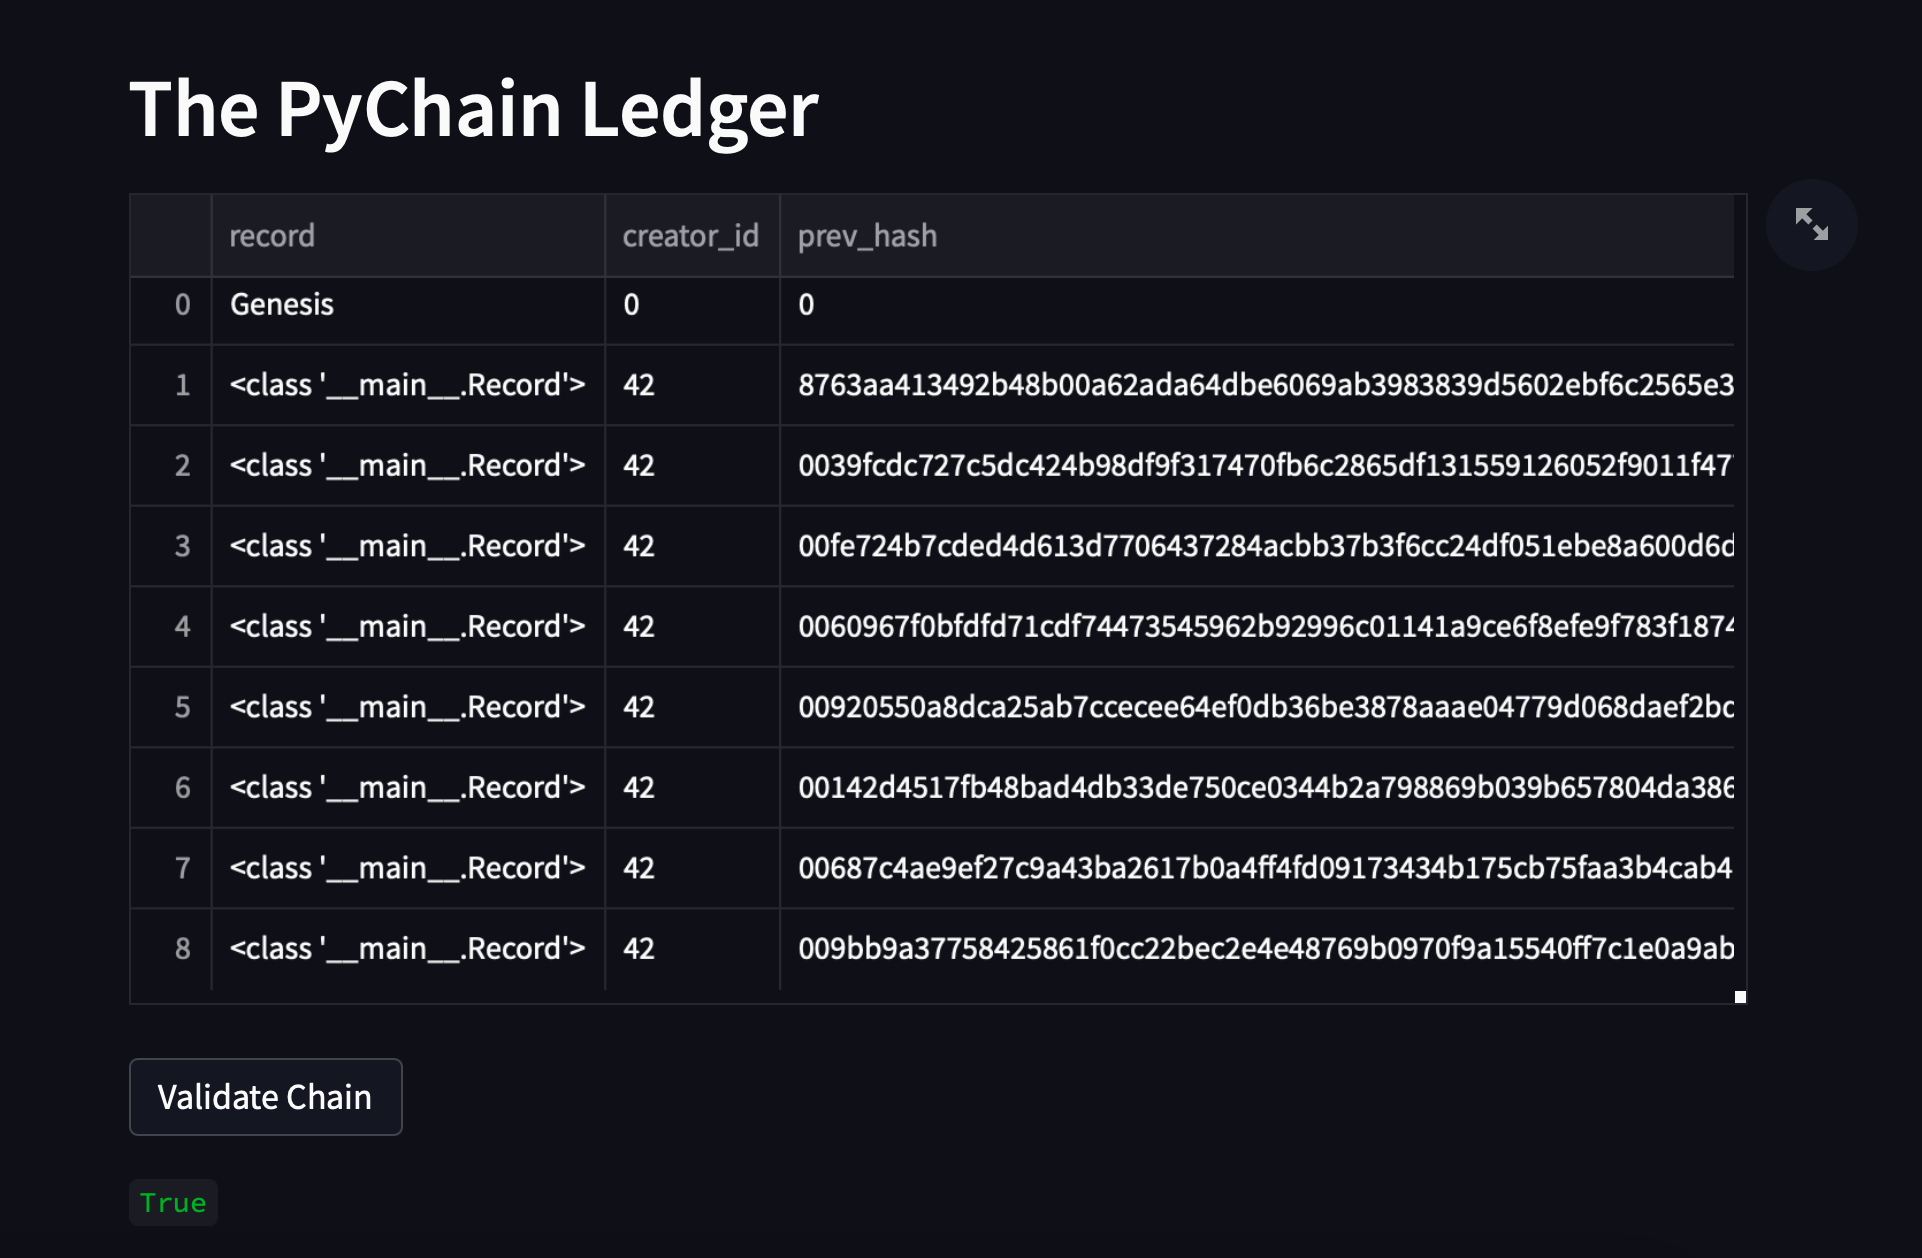 The PyChain Ledger
record creator_id prev_hash
0 Genesis 0 0
1 <class '__main__.Record'> 42 8763aa413492b48b00a62ada64dbe6069ab3983839d5602ebf6c2565e3
2 <class '__main__.Record'> 42 0039fcdc727c5dc424b98df9f317470fb6c2865df131559126052f9011f47
3 <class '__main__.Record'> 42 00fe724b7cded4d613d7706437284acbb37b3f6cc24df051ebe8a600d6d
4 <class '__main__.Record'> 42 0060967f0bfdfd71cdf74473545962b92996c01141a9ce6f8efe9f783f1874
5 <class '__main__.Record'> 42 00920550a8dca25ab7ccecee64ef0db36be3878aaae04779d068daef2bc
6 <class '__main__.Record'> 42 00142d4517fb48bad4db33de750ce0344b2a798869b039b657804da386
7 <class '__main__.Record'> 42 00687c4ae9ef27c9a43ba2617b0a4ff4fd09173434b175cb75faa3b4cab4
8 <class '__main__.Record'> 42 009bb9a37758425861f0cc22bec2e4e48769b0970f9a15540ff7c1e0a9ab
Validate Chain
True